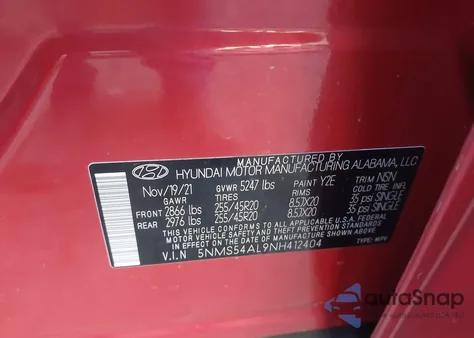 MANUFACTURED BY
HYUNDAI MOTOR MANUFACTURING ALABAMA, LLC
Nov/19/21 GVWR 5247 lbs PAINT Y2E TRIM NSN
GAWR TIRES RIMS COLD TIRE INFL.
FRONT 2866 lbs 255/45R20 8.5JX20 35 psi SINGLE
REAR 2976 lbs 255/45R20 8.5JX20 35 psi SINGLE
THIS VEHICLE CONFORMS TO ALL APPLICABLE U.S.
FEDERAL MOTOR VEHICLE SAFETY, BUMPER, AND THEFT
PREVENTION STANDARDS IN EFFECT ON THE DATE OF
MANUFACTURE SHOWN ABOVE.
V.I.N 5NMS54AL9NH412404 TYPE: MPV
autoSnap